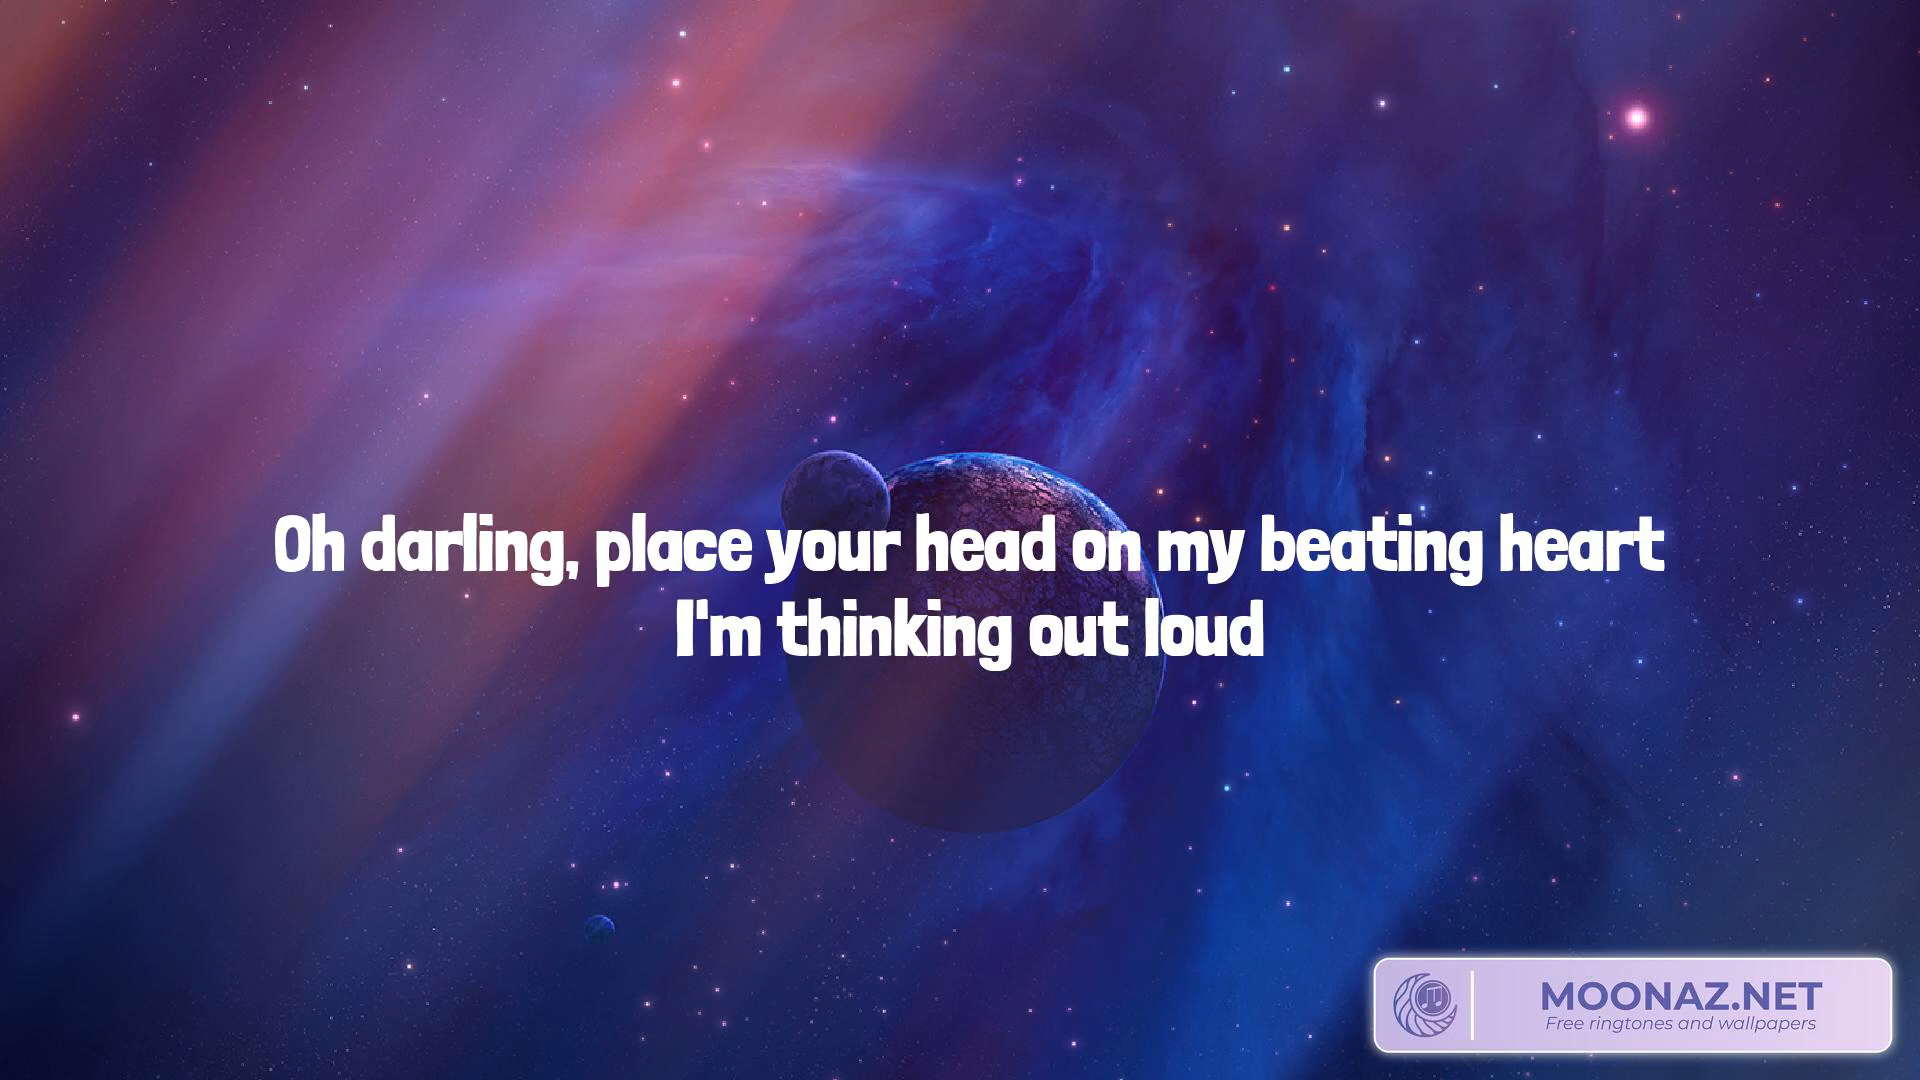 Oh darling, place your head on my beating heart
I'm thinking out loud
MOONAZ.NET
Free ringtones and wallpapers